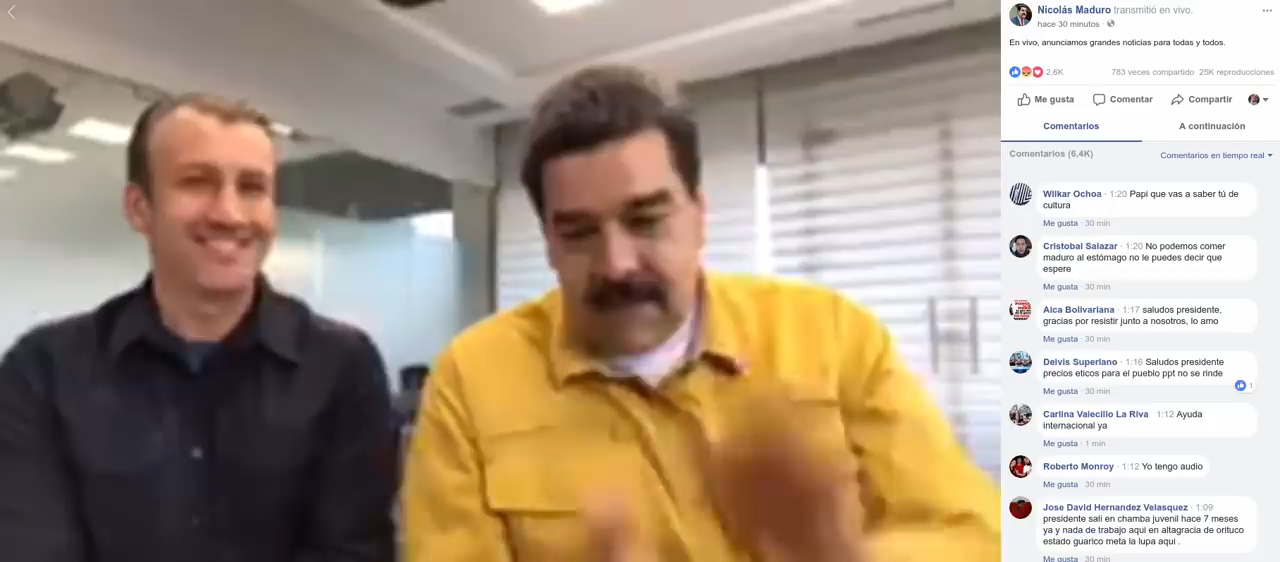 Nicolás Maduro transmitió en vivo.
hace 30 minutos ·
En vivo, anunciamos grandes noticias para todas y todos.
2,6K 783 veces compartido 25K reproducciones
Me gusta Comentar Compartir
Comentarios A continuación
Comentarios (6,4K) Comentarios en tiempo real
Wilkar Ochoa · 1:20 Papi que vas a saber tú de
cultura
Me gusta · 30 min
Cristobal Salazar · 1:20 No podemos comer
maduro al estómago no le puedes decir que
espere
Me gusta · 30 min
Aica Bolivariana · 1:17 saludos presidente,
gracias por resistir junto a nosotros, lo amo
Me gusta · 30 min
Deivis Superlano · 1:16 Saludos presidente
precios eticos para el pueblo ppt no se rinde
1
Me gusta · 30 min
Carlina Valecillo La Riva · 1:12 Ayuda
internacional ya
Me gusta · 1 min
Roberto Monroy · 1:12 Yo tengo audio
Me gusta · 30 min
Jose David Hernandez Velasquez · 1:09
presidente sali en chamba juvenil hace 7 meses
ya y nada de trabajo aqui en altagracia de orituco
estado guarico meta la lupa aqui .
Me gusta · 30 min